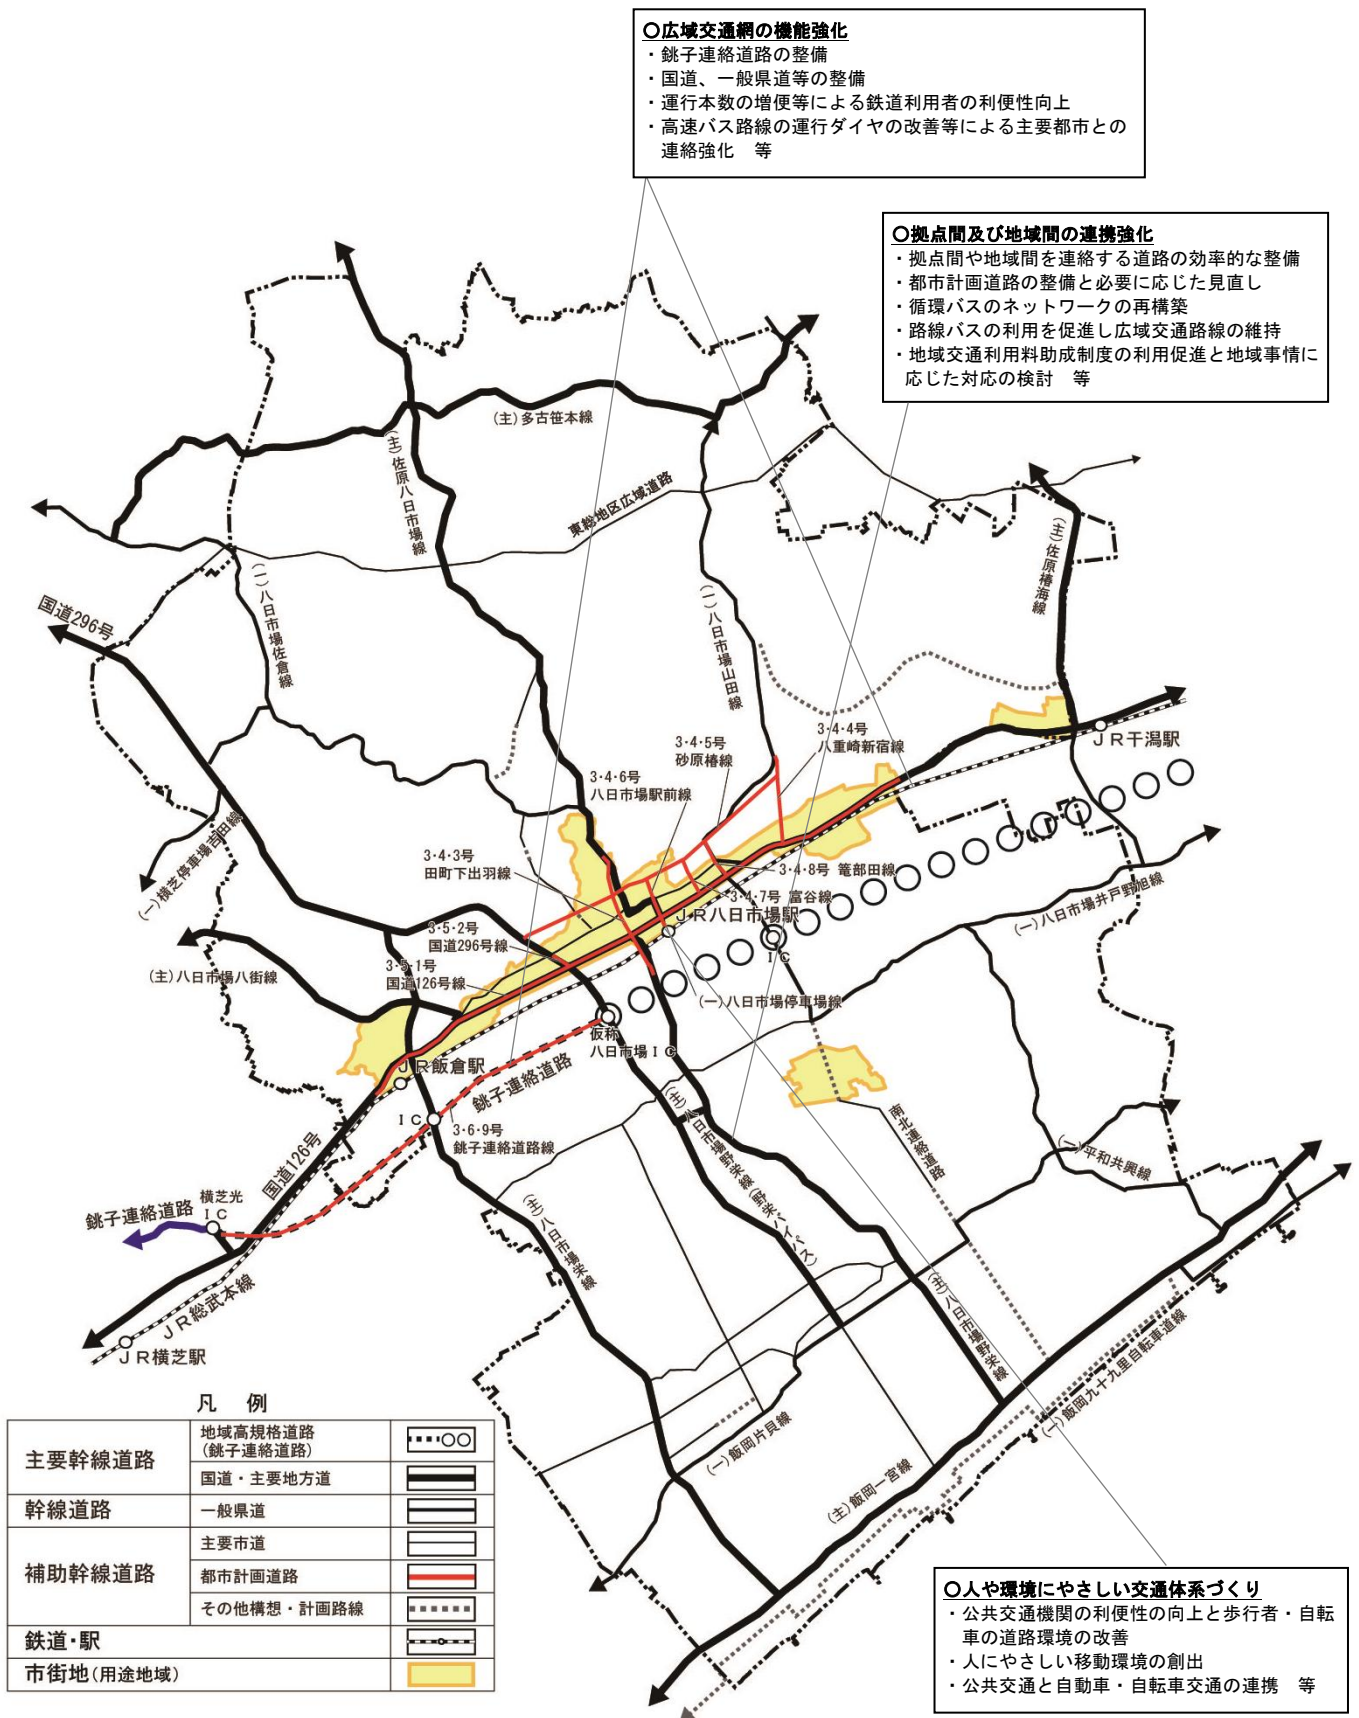 〇広域交通網の機能強化
・銚子連絡道路の整備
・国道、一般県道等の整備
・運行本数の増便等による鉄道利用者の利便性向上
・高速バス路線の運行ダイヤの改善等による主要都市との
連絡強化　等
〇拠点間及び地域間の連携強化
・拠点間や地域間を連絡する道路の効率的な整備
・都市計画道路の整備と必要に応じた見直し
・循環バスのネットワークの再構築
・路線バスの利用を促進し広域交通路線の維持
・地域交通利用料助成制度の利用促進と地域事情に
応じた対応の検討　等
(主)多古笹本線
(主)佐原八日市場線
東総地区広域道路
(主)佐原椿海線
(一)八日市場佐倉線
(一)八日市場山田線
国道296号
3・4・4号
八重崎新宿線
3・4・5号
砂原椿線
JR干潟駅
3・4・6号
八日市場駅前線
(一)横芝停車場吉田線
3・4・3号
田町下出羽線
3・4・8号 篭部田線
3・4・7号 富谷線
JR八日市場駅
(一)八日市場井戸野旭線
3・5・2号
国道296号線
IC
3・5・1号
国道126号線
(主)八日市場八街線
(一)八日市場停車場線
仮称
八日市場IC
JR飯倉駅
銚子連絡道路
IC
3・6・9号
銚子連絡道路線
(主)八日市場野栄線(野栄バイパス)
南北連絡道路
(一)平和共興線
国道126号
横芝光
IC
銚子連絡道路
(主)八日市場栄線
(主)八日市場野栄線
JR総武本線
JR横芝駅
(一)飯岡九十九里自転車道線
(一)飯岡片貝線
(主)飯岡一宮線
凡　例
主要幹線道路
地域高規格道路
(銚子連絡道路)
国道・主要地方道
幹線道路
一般県道
補助幹線道路
主要市道
都市計画道路
その他構想・計画路線
鉄道・駅
市街地(用途地域)
〇人や環境にやさしい交通体系づくり
・公共交通機関の利便性の向上と歩行者・自転
車の道路環境の改善
・人にやさしい移動環境の創出
・公共交通と自動車・自転車交通の連携　等